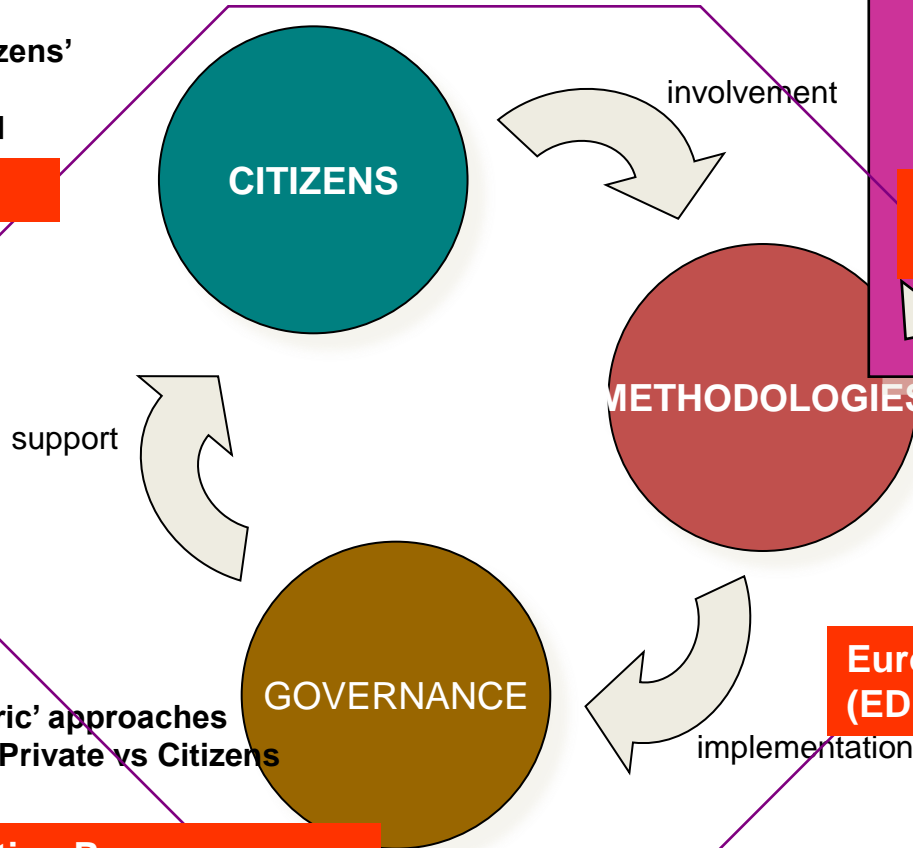 zens’
involvement
CITIZENS
METHODOLOGIES
support
GOVERNANCE
ric’ approaches
Private vs Citizens
Euro
(ED
implementation